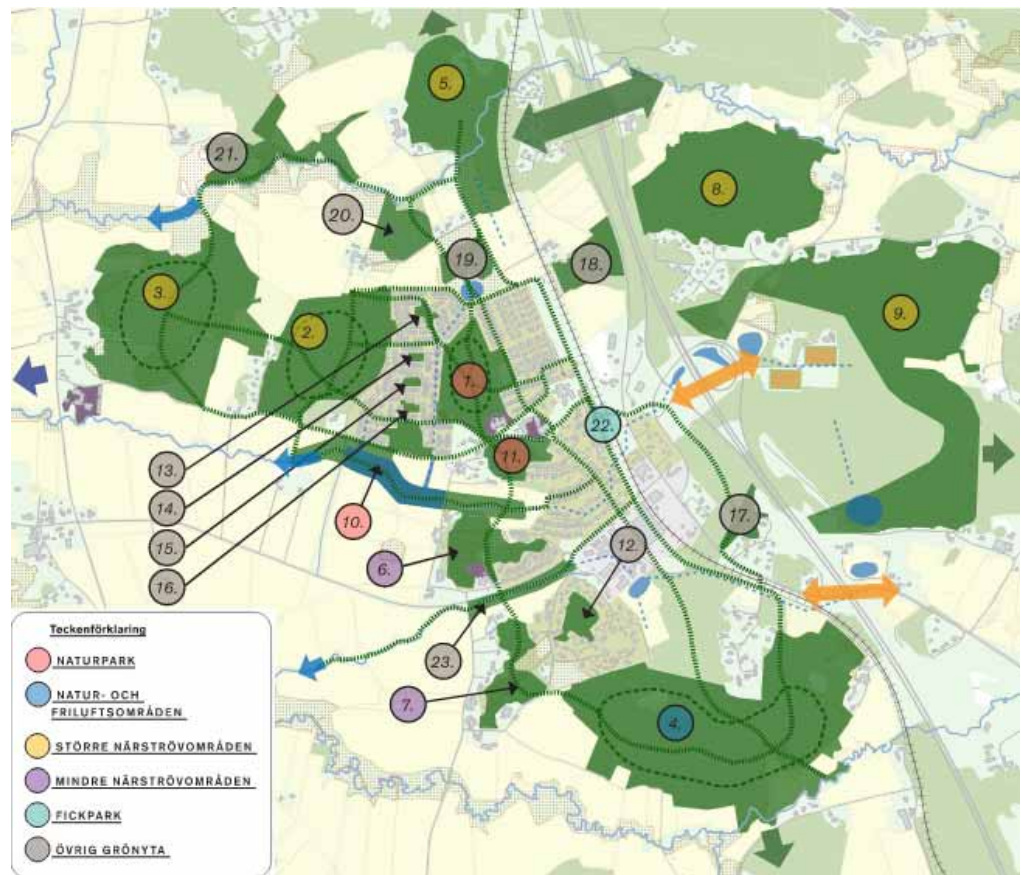 5.
21.
8.
20.
19.
18.
3.
2.
9.
1.
22.
11.
13.
14.
10.
17.
15.
12.
6.
16.
23.
7.
4.
Teckenförklaring
NATURPARK
NATUR- OCH
FRILUFTSOMRÅDEN
STÖRRE NÄRSTRÖVOMRÅDEN
MINDRE NÄRSTRÖVOMRÅDEN
FICKPARK
ÖVRIG GRÖNYTA